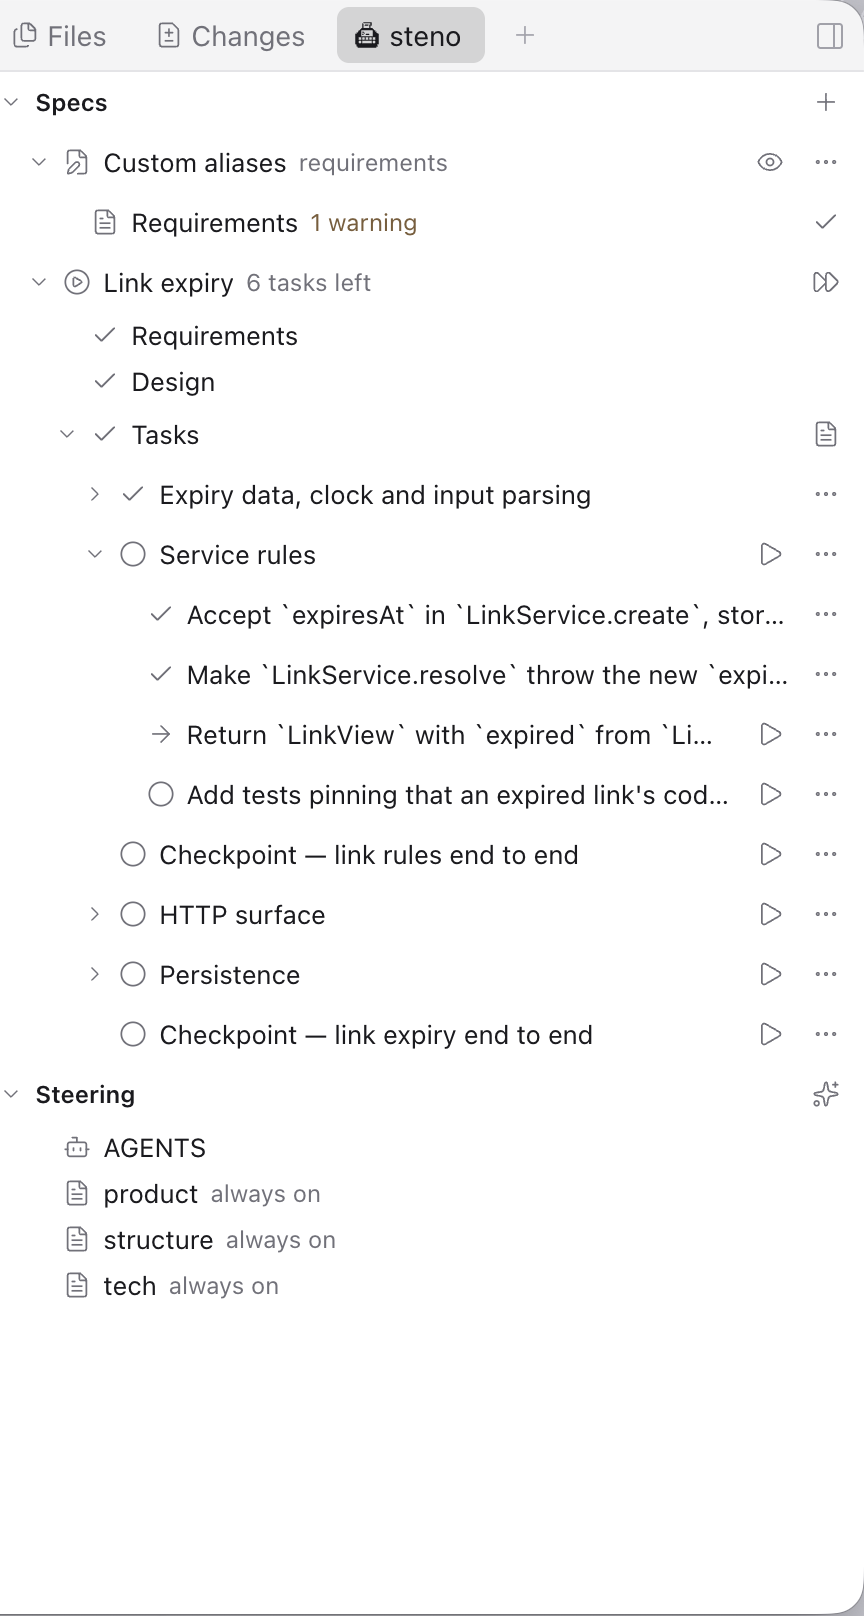 Files Changes steno
Specs
Custom aliases requirements
Requirements 1 warning
Link expiry 6 tasks left
Requirements
Design
Tasks
Expiry data, clock and input parsing
Service rules
Accept `expiresAt` in `LinkService.create`, stor...
Make `LinkService.resolve` throw the new `expi...
Return `LinkView` with `expired` from `Li...
Add tests pinning that an expired link's cod...
Checkpoint — link rules end to end
HTTP surface
Persistence
Checkpoint — link expiry end to end
Steering
AGENTS
product always on
structure always on
tech always on